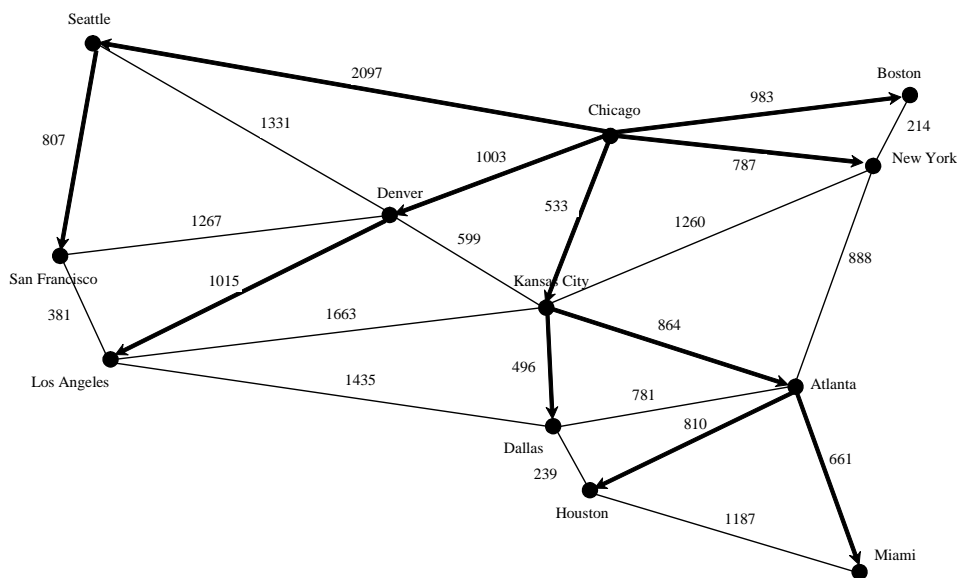 Seattle
Boston
2097
983
Chicago
1331
214
807
1003
787
New York
Denver
533
1267
1260
599
888
San Francisco
1015
Kansas City
381
1663
864
Los Angeles
1435
496
781
Atlanta
810
Dallas
661
239
Houston
1187
Miami